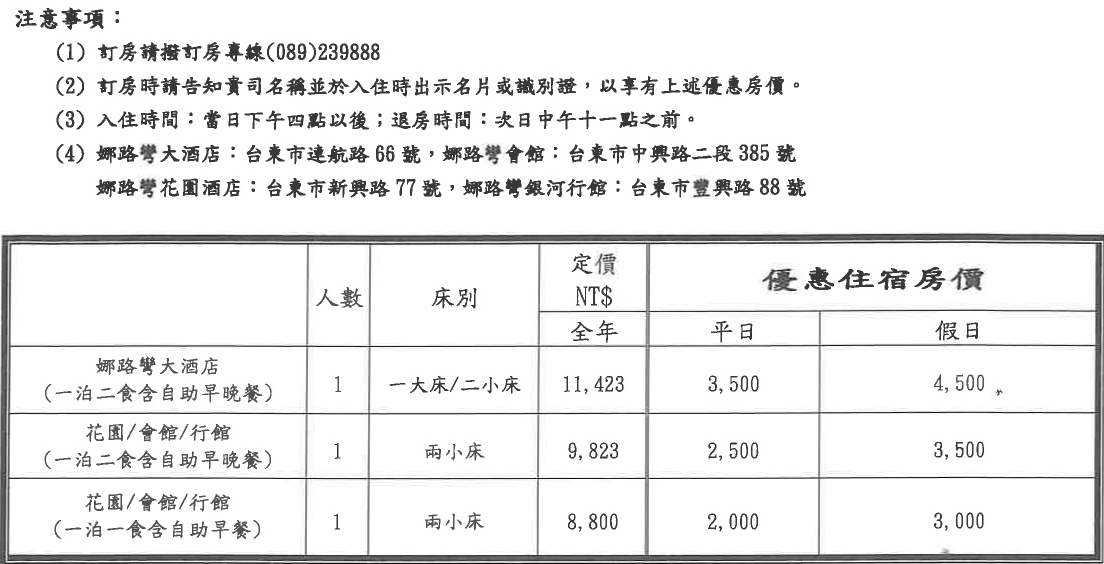 注意事項：
(1) 訂房請撥訂房專線(089)239888
(2) 訂房時請告知貴司名稱並於入住時出示名片或識別證，以享有上述優惠房價。
(3) 入住時間：當日下午四點以後；退房時間：次日中午十一點之前。
(4) 娜路彎大酒店：台東市連航路 66 號，娜路彎會館：台東市中興路二段 385 號
娜路彎花園酒店：台東市新興路 77 號，娜路彎銀河行館：台東市豐興路 88 號
人數 床別 定價 NT$ 優惠住宿房價
全年 平日 假日
娜路彎大酒店
(一泊二食含自助早晚餐) 1 一大床/二小床 11,423 3,500 4,500
花園/會館/行館
(一泊二食含自助早晚餐) 1 兩小床 9,823 2,500 3,500
花園/會館/行館
(一泊一食含自助早餐) 1 兩小床 8,800 2,000 3,000